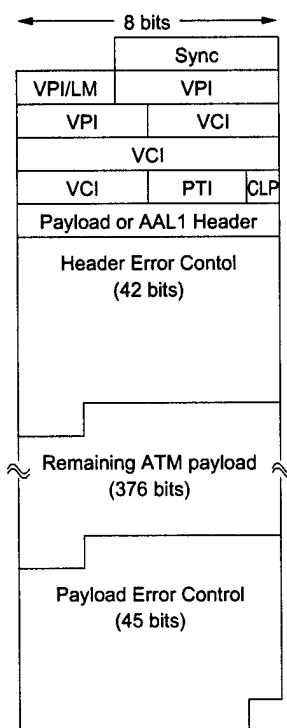 8 bits
Sync
VPI/LM VPI
VPI VCI
VCI
VCI PTI CLP
Payload or AAL1 Header
Header Error Contol
(42 bits)
Remaining ATM payload
(376 bits)
Payload Error Control
(45 bits)